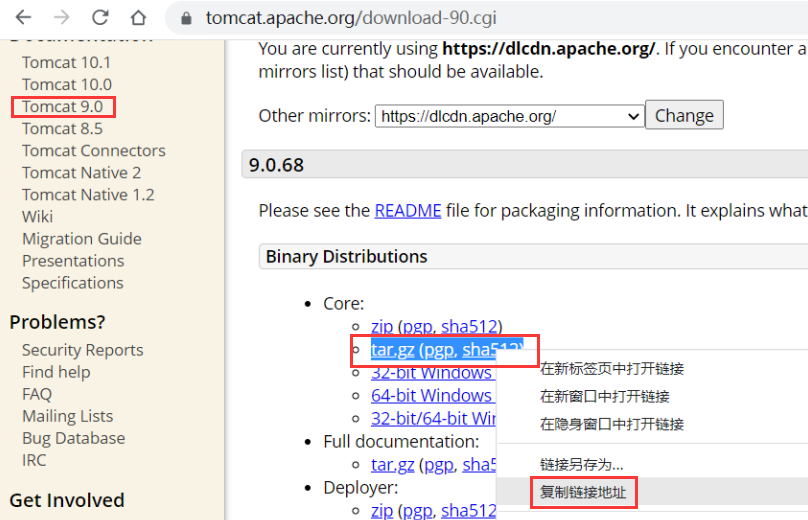 tomcat.apache.org/download-90.cgi
Tomcat 10.1
Tomcat 10.0
Tomcat 9.0
Tomcat 8.5
Tomcat Connectors
Tomcat Native 2
Tomcat Native 1.2
Wiki
Migration Guide
Presentations
Specifications
Problems?
Security Reports
Find help
FAQ
Mailing Lists
Bug Database
IRC
Get Involved
You are currently using https://dlcdn.apache.org/. If you encounter a
mirrors list) that should be available.
Other mirrors: https://dlcdn.apache.org/ Change
9.0.68
Please see the README file for packaging information. It explains what
Binary Distributions
• Core:
zip (pgp, sha512)
tar.gz (pgp, sha512)
32-bit Windows
64-bit Windows
32-bit/64-bit Win
• Full documentation:
tar.gz (pgp, sha5
• Deployer:
zip (pgp, sha512
在新标签页中打开链接
在新窗口中打开链接
在隐身窗口中打开链接
链接另存为...
复制链接地址